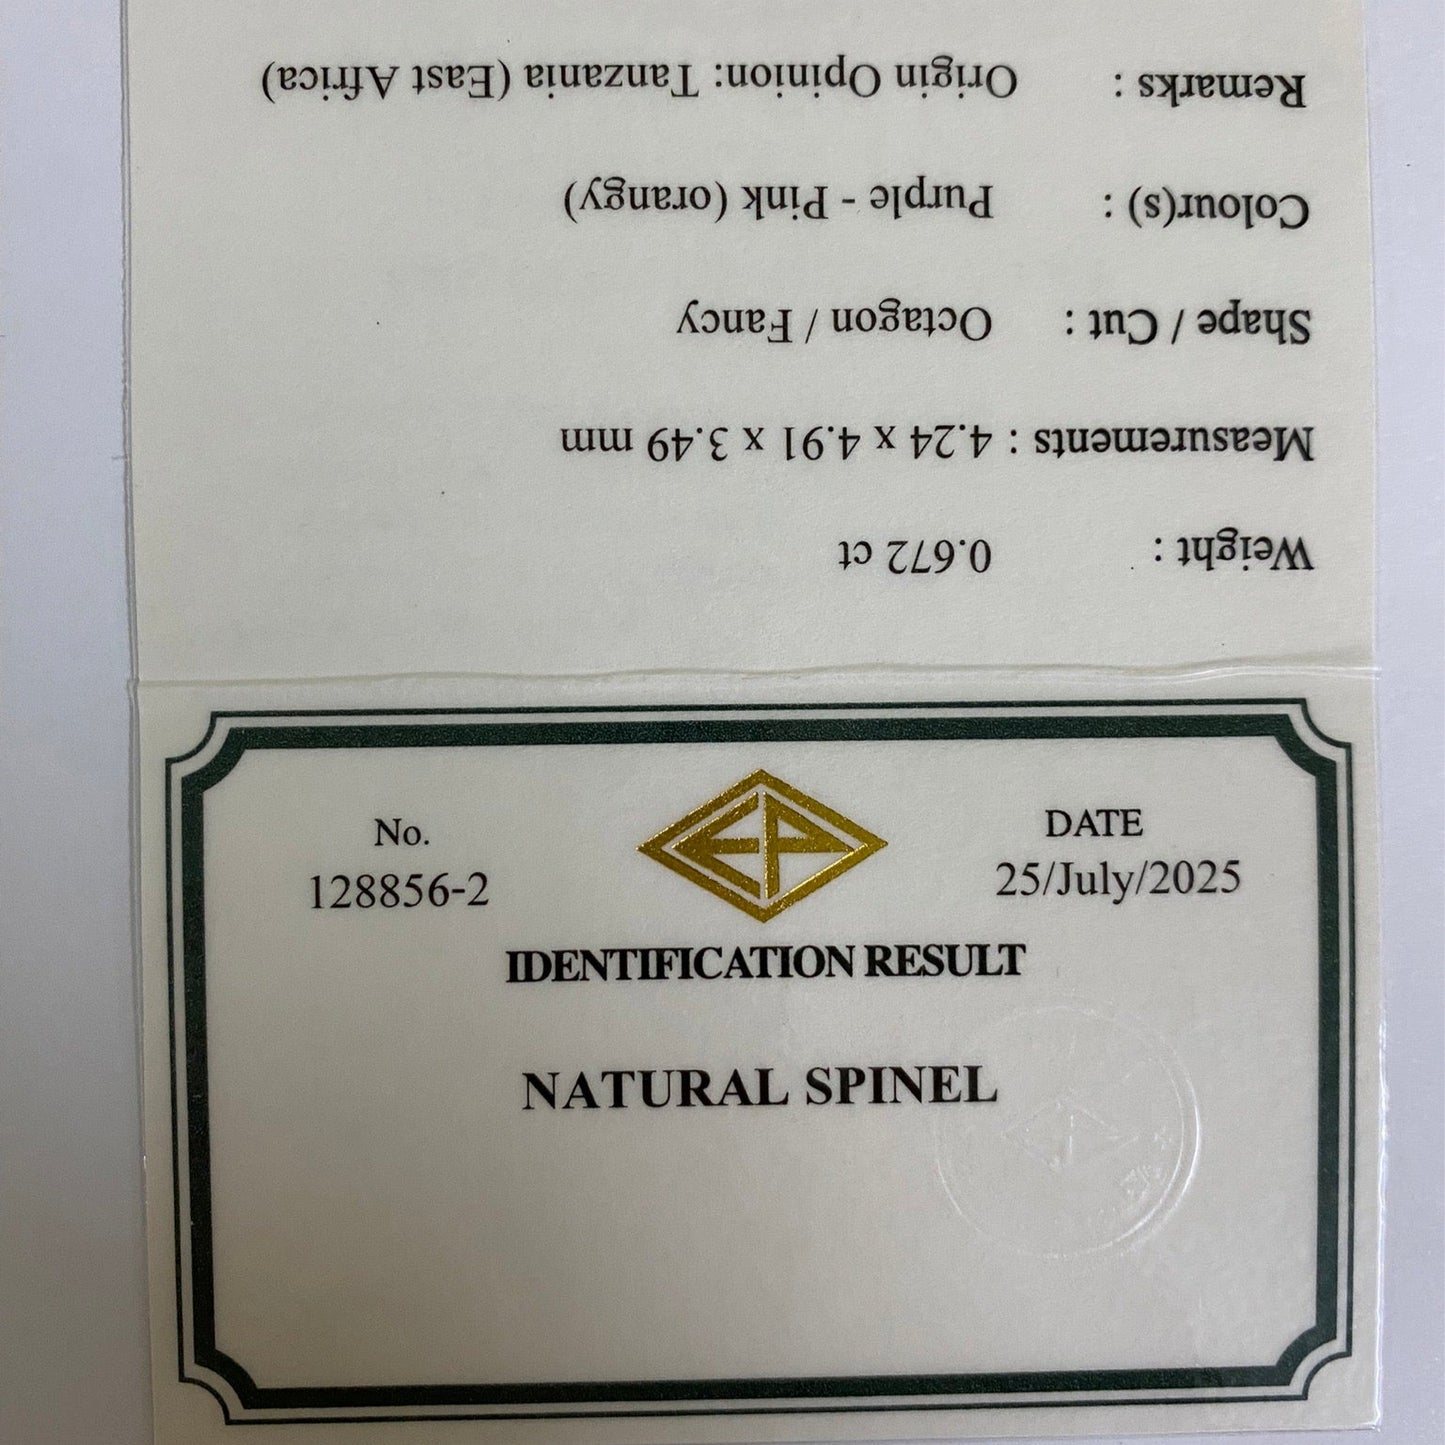 No.
128856-2
DATE
25/July/2025
IDENTIFICATION RESULT
NATURAL SPINEL
Weight : 0.672 ct
Measurements : 4.24 x 4.91 x 3.49 mm
Shape / Cut : Octagon / Fancy
Colour(s) : Purple - Pink (orangy)
Remarks : Origin Opinion: Tanzania (East Africa)